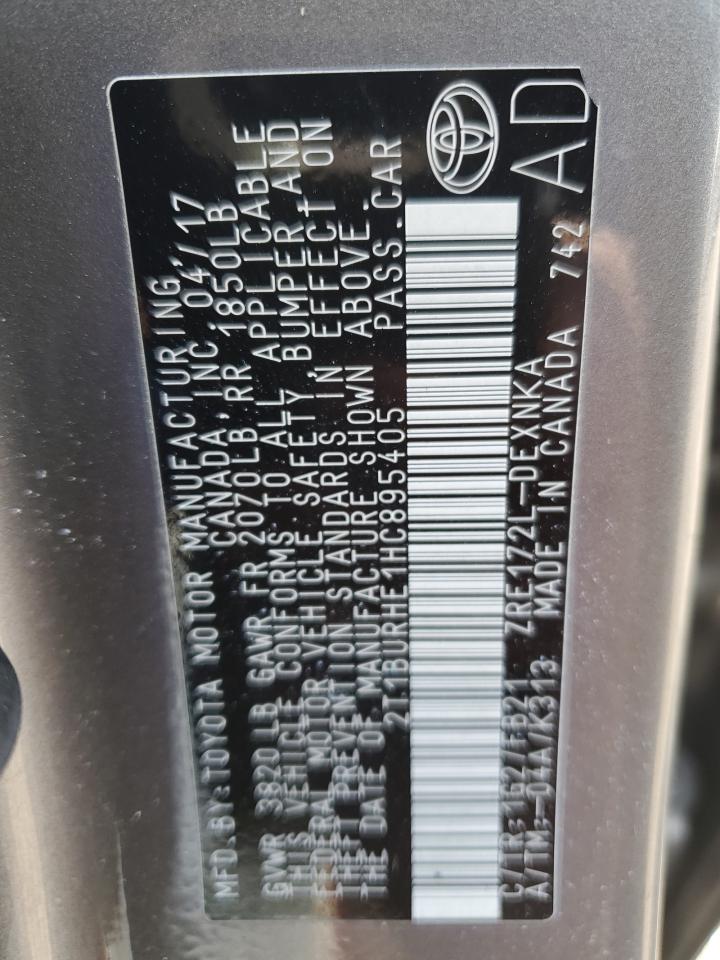 MFD.BY:TOYOTA MOTOR MANUFACTURING
CANADA, INC. 04/17
GVWR 3820LB GAWR FR 2070LB RR 1850LB
THIS VEHICLE CONFORMS TO ALL APPLICABLE
FEDERAL MOTOR VEHICLE SAFETY BUMPER AND
THEFT PREVENTION STANDARDS IN EFFECT ON
THE DATE OF MANUFACTURE SHOWN ABOVE.
2T1BURHE1HC895405 PASS.CAR
C/TR: 1G2/FB21 ZRE172L-DEXNKA
A/TM:-04A/K313 MADE IN CANADA 742
AD